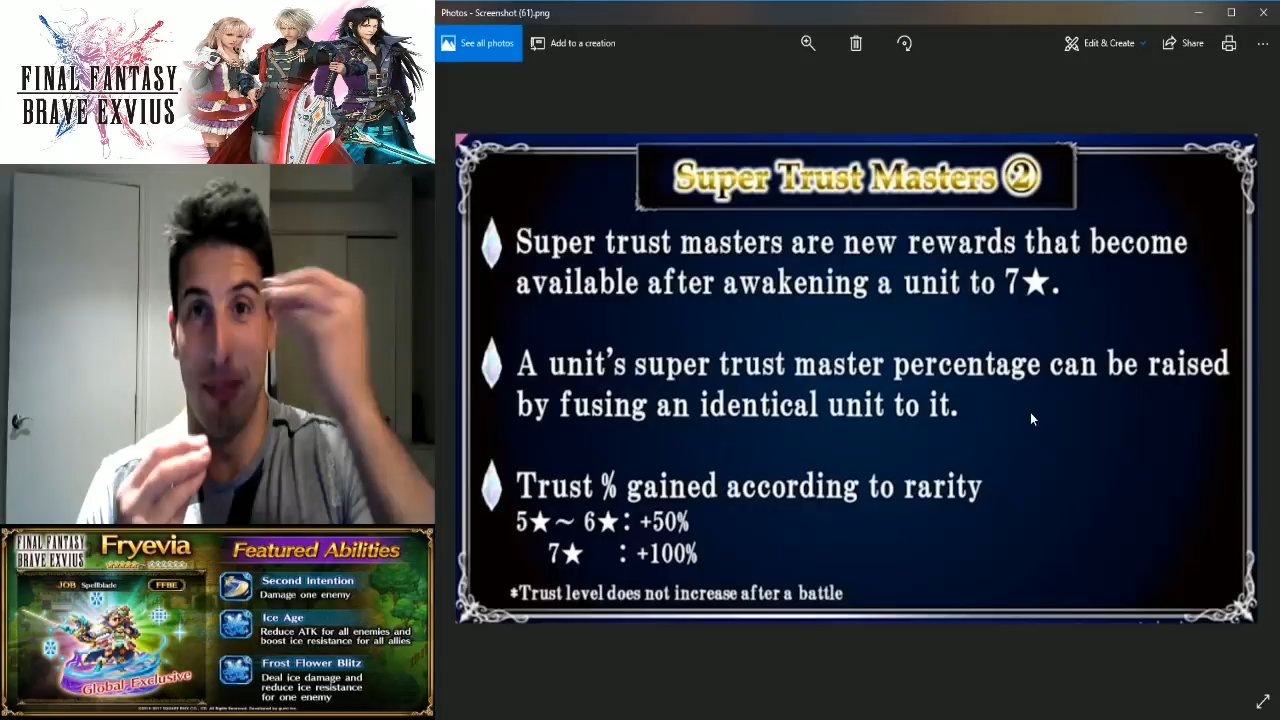 FINAL FANTASY
BRAVE EXVIUS
Photos - Screenshot (61).png
See all photos
Add to a creation
Edit & Create
Share
Super Trust Masters ②
Super trust masters are new rewards that become
available after awakening a unit to 7★.
A unit's super trust master percentage can be raised
by fusing an identical unit to it.
Trust % gained according to rarity
5★~ 6★: +50%
7★ : +100%
*Trust level does not increase after a battle
FINAL FANTASY
BRAVE EXVIUS
Fryevia
JOB Spellblade
FFBE
Global Exclusive
Featured Abilities
Second Intention
Damage one enemy
Ice Age
Reduce ATK for all enemies and
boost ice resistance for all allies
Frost Flower Blitz
Deal ice damage and
reduce ice resistance
for one enemy